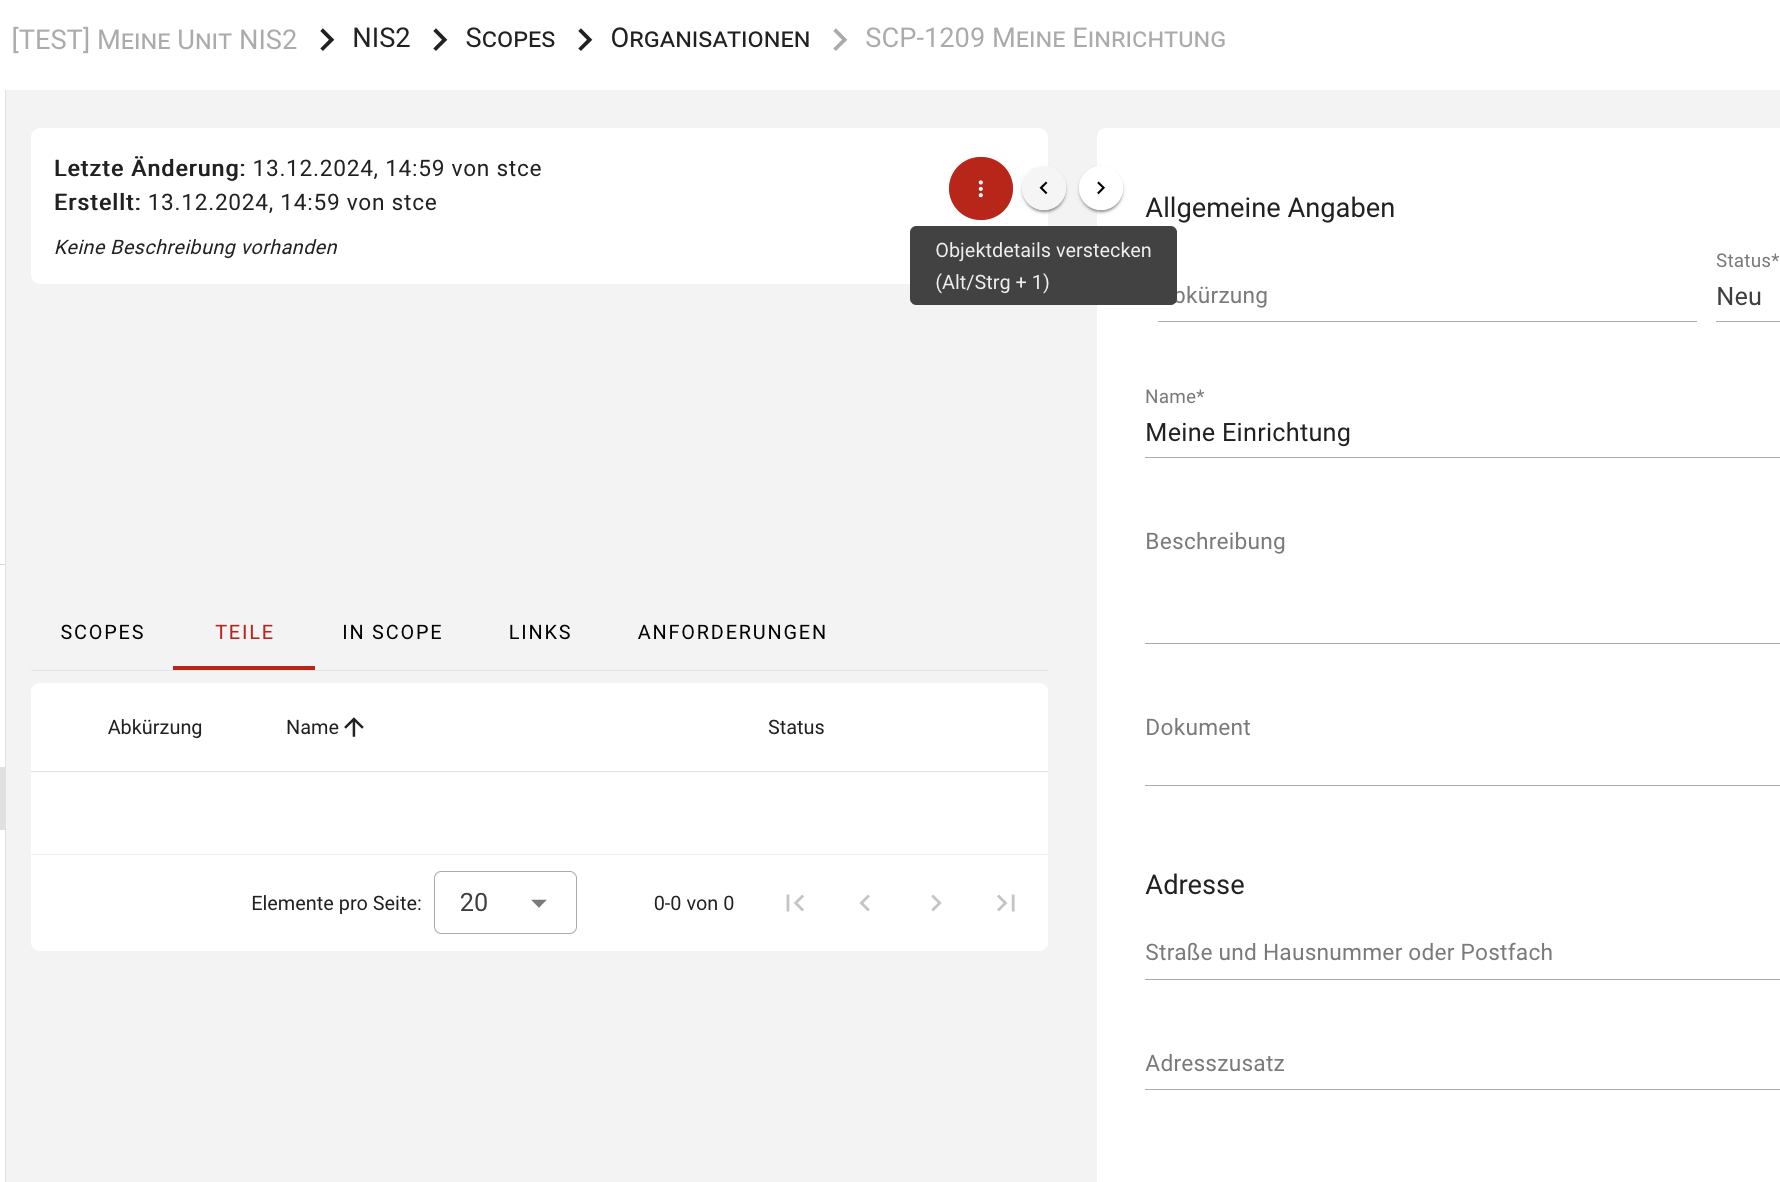 [TEST] Meine Unit NIS2 NIS2 Scopes Organisationen SCP-1209 Meine Einrichtung
Letzte Änderung: 13.12.2024, 14:59 von stce
Erstellt: 13.12.2024, 14:59 von stce
Keine Beschreibung vorhanden
Objektdetails verstecken
(Alt/Strg + 1)
SCOPES TEILE IN SCOPE LINKS ANFORDERUNGEN
Abkürzung Name Status
Elemente pro Seite: 20 0-0 von 0
Allgemeine Angaben
bkürzung
Status*
Neu
Name*
Meine Einrichtung
Beschreibung
Dokument
Adresse
Straße und Hausnummer oder Postfach
Adresszusatz